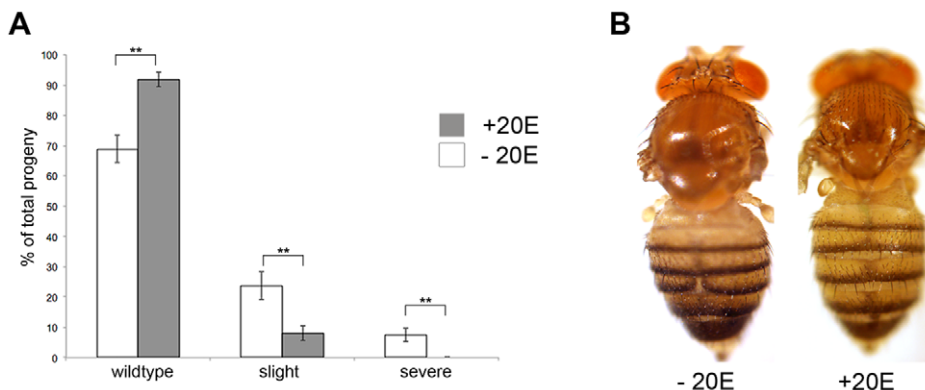 A
% of total progeny
100
90
80
70
60
50
40
30
20
10
0
**
**
**
+20E
- 20E
wildtype
slight
severe
B
- 20E
+20E